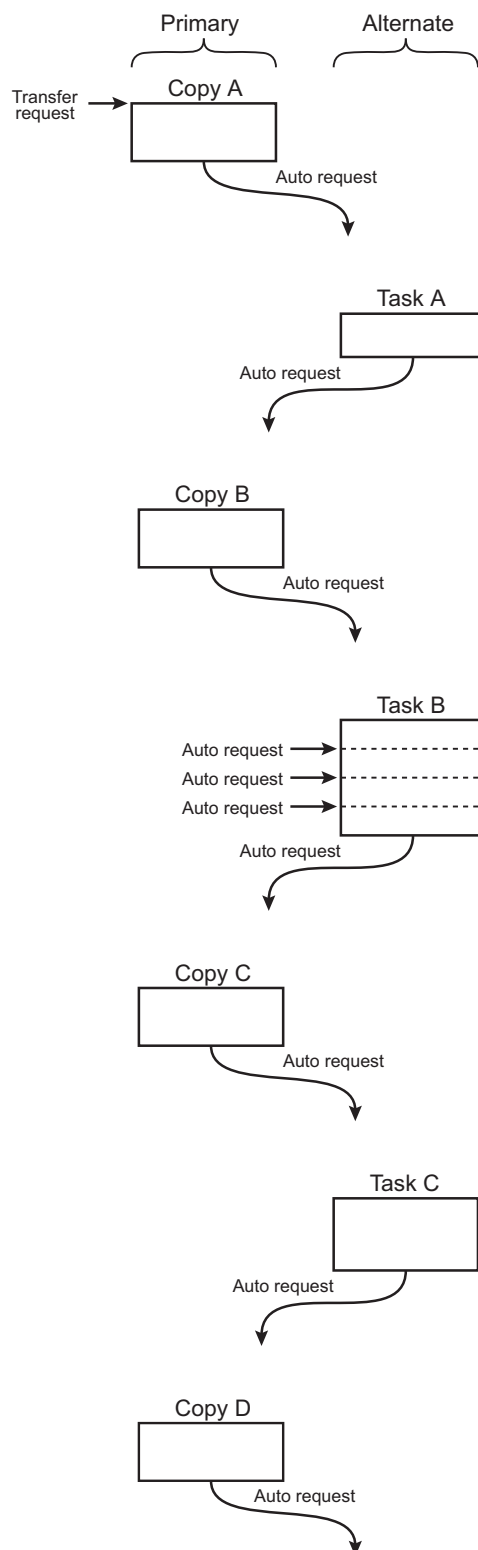 Primary
Alternate
Copy A
Transfer
request
Auto request
Task A
Auto request
Copy B
Auto request
Task B
Auto request
Auto request
Auto request
Auto request
Copy C
Auto request
Task C
Auto request
Copy D
Auto request